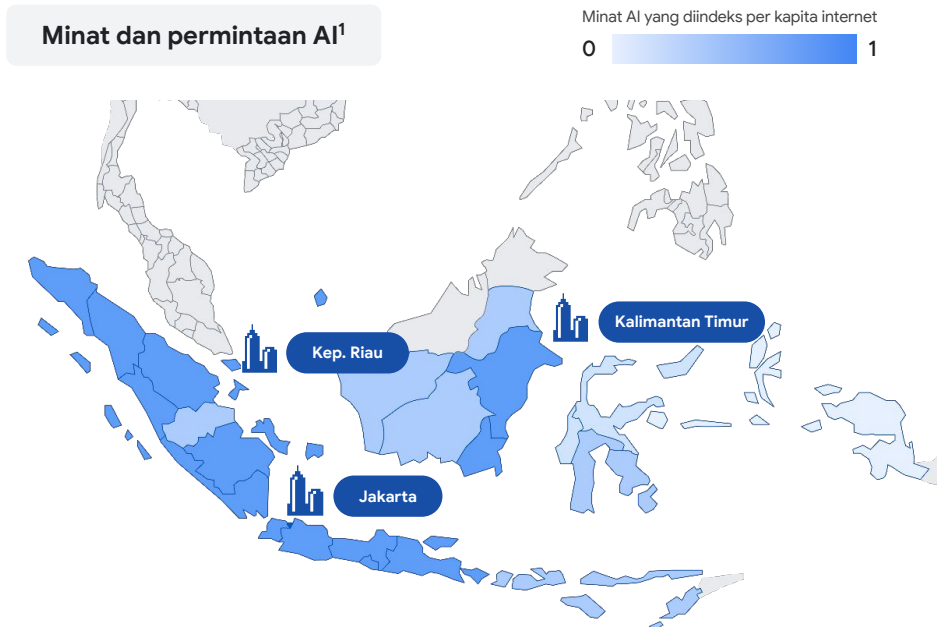 Minat dan permintaan AI¹
Minat AI yang diindeks per kapita internet
0 1
Kalimantan Timur
Kep. Riau
Jakarta